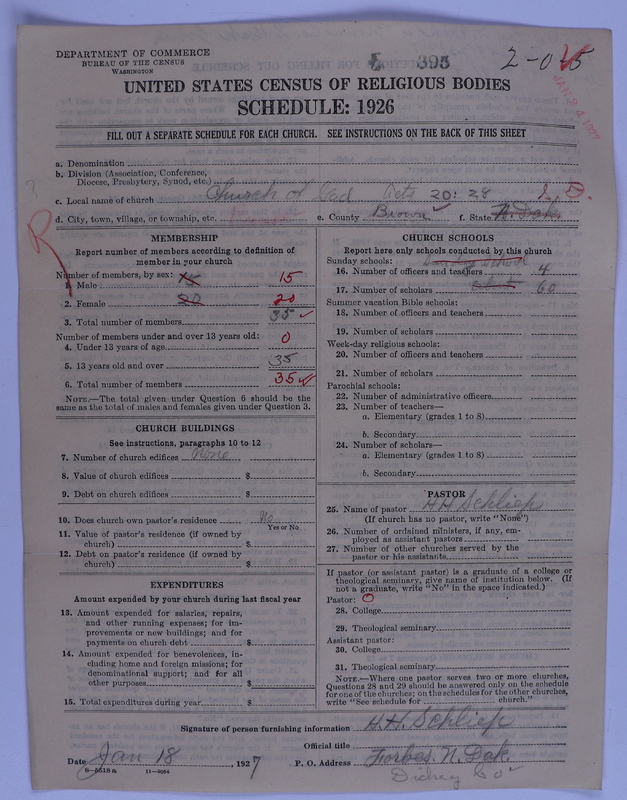 DEPARTMENT OF COMMERCE
BUREAU OF THE CENSUS
WASHINGTON
395
2-0 5
JAN 24 1927
UNITED STATES CENSUS OF RELIGIOUS BODIES
SCHEDULE: 1926
FILL OUT A SEPARATE SCHEDULE FOR EACH CHURCH. SEE INSTRUCTIONS ON THE BACK OF THIS SHEET
a. Denomination
b. Division (Association, Conference,
Diocese, Presbytery, Synod, etc.)
c. Local name of church Church of God Acts 20:28
d. City, town, village, or township, etc. e. County Brown f. State N. Dak.
MEMBERSHIP
Report number of members according to definition of
member in your church
Number of members, by sex:
1. Male 15 15
2. Female 20 20
3. Total number of members 35
Number of members under and over 13 years old:
4. Under 13 years of age 0
5. 13 years old and over 35
6. Total number of members 35
NOTE.—The total given under Question 6 should be the
same as the total of males and females given under Question 3.
CHURCH BUILDINGS
See instructions, paragraphs 10 to 12
7. Number of church edifices None
8. Value of church edifices $
9. Debt on church edifices $
10. Does church own pastor's residence No
Yes or No
11. Value of pastor's residence (if owned by
church) $
12. Debt on pastor's residence (if owned by
church) $
EXPENDITURES
Amount expended by your church during last fiscal year
13. Amount expended for salaries, repairs,
and other running expenses; for im-
provements or new buildings; and for
payments on church debt $
14. Amount expended for benevolences, in-
cluding home and foreign missions; for
denominational support; and for all
other purposes $
15. Total expenditures during year $
CHURCH SCHOOLS
Report here only schools conducted by this church
Sunday schools: Sunday School
16. Number of officers and teachers 4
17. Number of scholars 60
Summer vacation Bible schools:
18. Number of officers and teachers
19. Number of scholars
Week-day religious schools:
20. Number of officers and teachers
21. Number of scholars
Parochial schools:
22. Number of administrative officers
23. Number of teachers—
a. Elementary (grades 1 to 8)
b. Secondary
24. Number of scholars—
a. Elementary (grades 1 to 8)
b. Secondary
PASTOR
25. Name of pastor H H Schliep
(If church has no pastor, write "None")
26. Number of ordained ministers, if any, em-
ployed as assistant pastors
27. Number of other churches served by the
pastor or his assistants
If pastor (or assistant pastor) is a graduate of a college or
theological seminary, give name of institution below. (If
not a graduate, write "No" in the space indicated.)
Pastor: O
28. College
29. Theological seminary
Assistant pastor:
30. College
31. Theological seminary
NOTE.—Where one pastor serves two or more churches,
Questions 28 and 29 should be answered only on the schedule
for one of the churches; on the schedules for the other churches,
write "See schedule for church."
Signature of person furnishing information H. H. Schliep
Official title
Date Jan 18, 1927 P. O. Address Forbes. N. Dak.
8-5518a 11-9064
Dickey Co